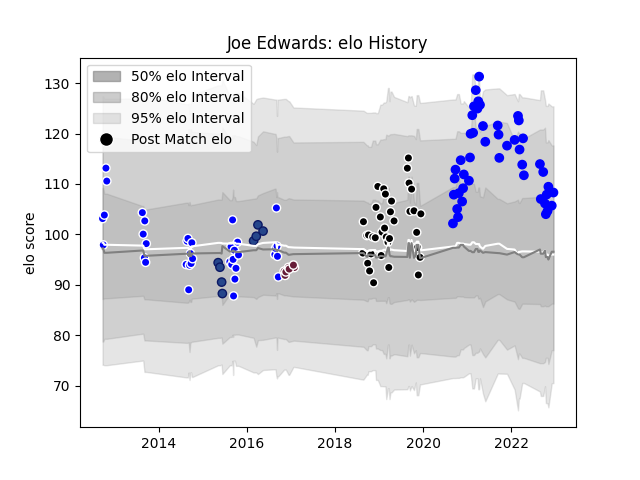 Joe Edwards: elo History
50% elo Interval
80% elo Interval
95% elo Interval
Post Match elo
elo score
130
120
110
100
90
80
70
2014
2016
2018
2020
2022